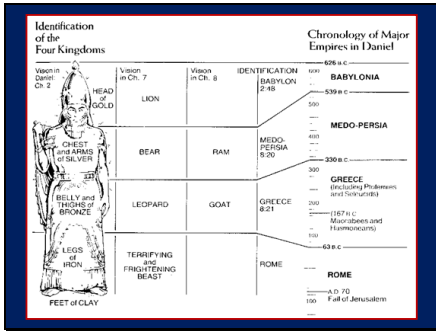 Identification
of the
Four Kingdoms
Chronology of Major
Empires in Daniel
Vision in
Daniel
Ch. 2
Vision
in Ch. 7
Vision
in Ch. 8
IDENTIFICATION
HEAD
of
GOLD
LION
BABYLON
2:48
626 B.C.
600
BABYLONIA
539 B.C.
500
CHEST
and ARMS
of SILVER
BEAR
RAM
MEDO-
PERSIA
8:20
MEDO-PERSIA
400
330 B.C.
300
BELLY and
THIGHS of
BRONZE
LEOPARD
GOAT
GREECE
8:21
GREECE
(Including Ptolemies
and Seleucids)
200
(167 B.C.
Maccabees and
Hasmoneans)
100
63 B.C.
LEGS
of
IRON
TERRIFYING
and
FRIGHTENING
BEAST
ROME
ROME
A.D. 70
Fall of Jerusalem
100
FEET of CLAY